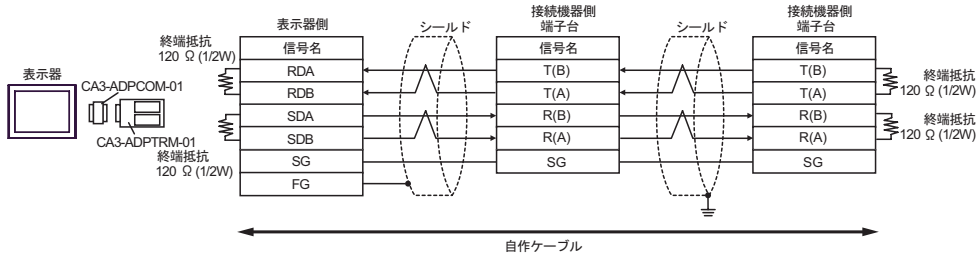 表示器
CA3-ADPCOM-01
CA3-ADPTRM-01
終端抵抗
120 Ω (1/2W)
終端抵抗
120 Ω (1/2W)
表示器側
信号名
RDA
RDB
SDA
SDB
SG
FG
シールド
接続機器側
端子台
信号名
T(B)
T(A)
R(B)
R(A)
SG
シールド
接続機器側
端子台
信号名
T(B)
T(A)
R(B)
R(A)
SG
終端抵抗
120 Ω (1/2W)
終端抵抗
120 Ω (1/2W)
自作ケーブル